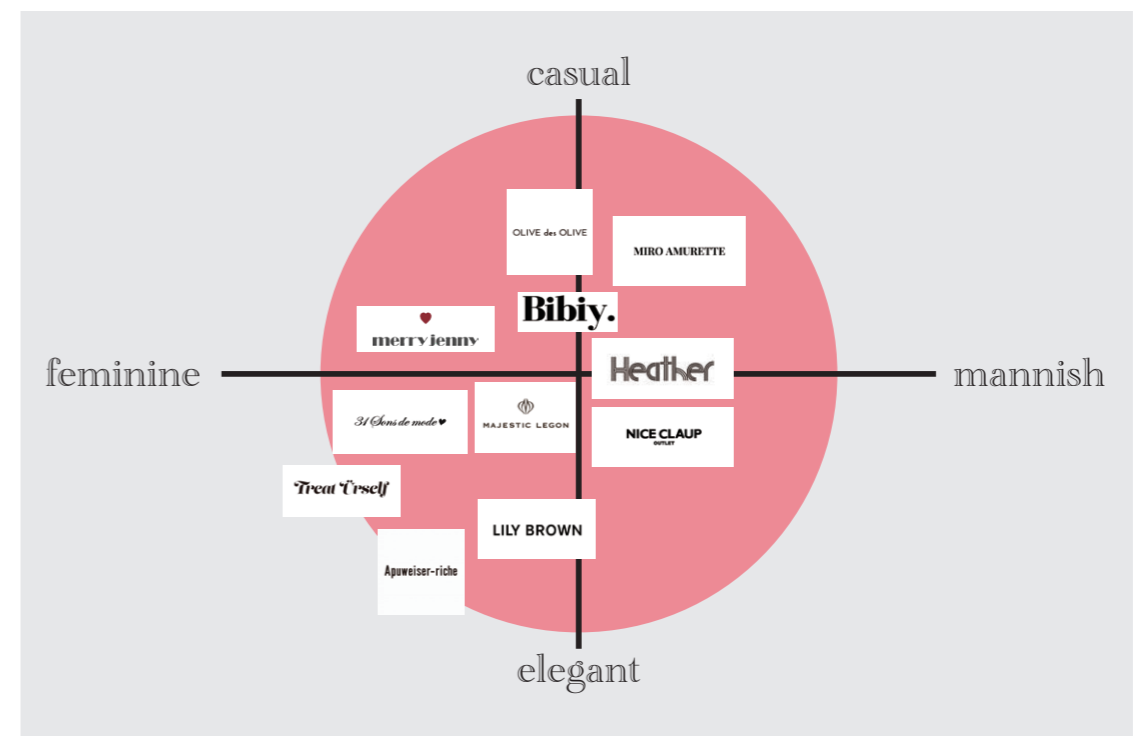 casual
OLIVE des OLIVE
MIRO AMURETTE
Bibiy.
merry jenny
Heather
feminine
mannish
31 Sons de mode♥
MAJESTIC LEGON
NICE CLAUP
OUTLET
Treat Ürself
LILY BROWN
Apuweiser-riche
elegant